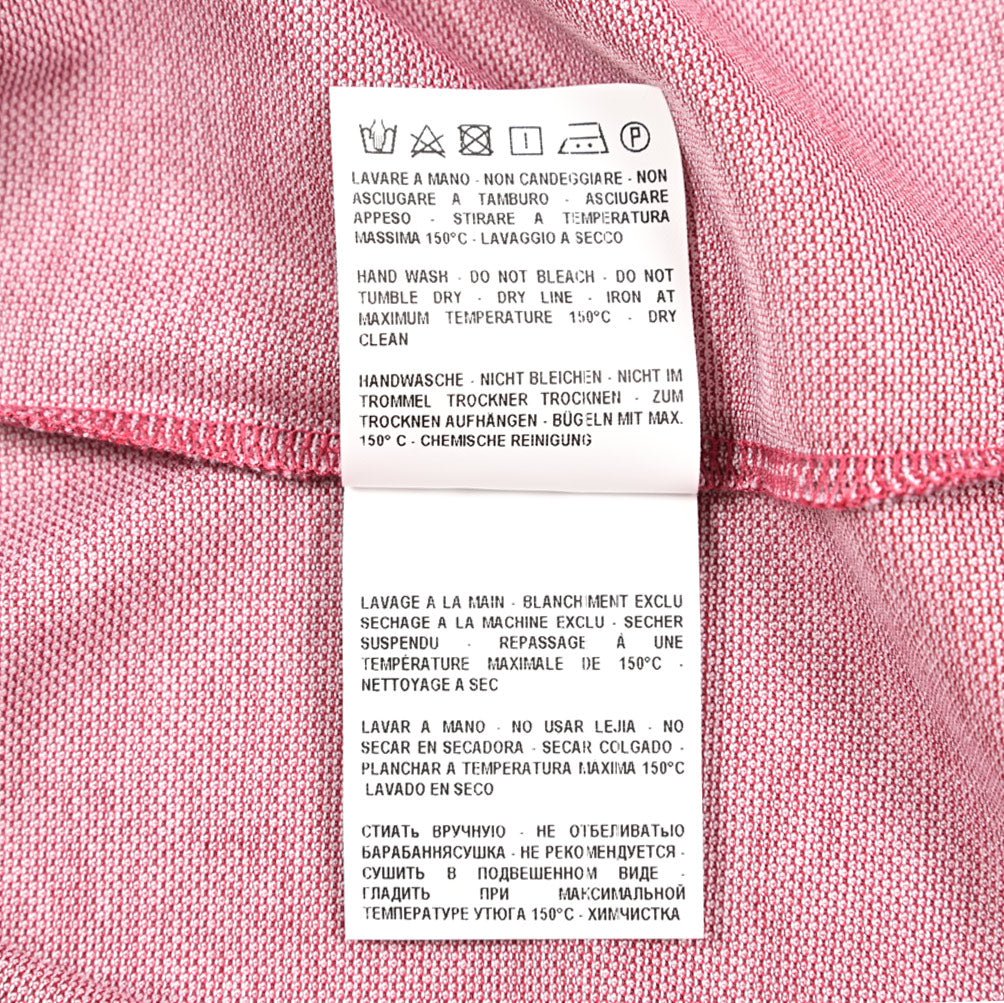 P
LAVARE A MANO - NON CANDEGGIARE - NON
ASCIUGARE A TAMBURO - ASCIUGARE
APPESO - STIRARE A TEMPERATURA
MASSIMA 150°C - LAVAGGIO A SECCO
HAND WASH - DO NOT BLEACH - DO NOT
TUMBLE DRY - DRY LINE - IRON AT
MAXIMUM TEMPERATURE 150°C - DRY
CLEAN
HANDWASCHE - NICHT BLEICHEN - NICHT IM
TROMMEL TROCKNER TROCKNEN - ZUM
TROCKNEN AUFHÄNGEN - BÜGELN MIT MAX.
150° C - CHEMISCHE REINIGUNG
LAVAGE A LA MAIN - BLANCHIMENT EXCLU
SECHAGE A LA MACHINE EXCLU - SECHER
SUSPENDU - REPASSAGE À UNE
TEMPÉRATURE MAXIMALE DE 150°C -
NETTOYAGE A SEC
LAVAR A MANO - NO USAR LEJIA - NO
SECAR EN SECADORA - SECAR COLGADO -
PLANCHAR A TEMPERATURA MAXIMA 150°C
LAVADO EN SECO
СТИАТЬ ВРУЧНУЮ - НЕ ОТБЕЛИВАТЬЮ
БАРАБАННЯСУШКА - НЕ РЕКОМЕНДУЕТСЯ -
СУШИТЬ В ПОДВЕШЕННОМ ВИДЕ -
ГЛАДИТЬ ПРИ МАКСИМАЛЬНОЙ
ТЕМПЕРАТУРЕ УТЮГА 150°C - ХИМЧИСТКА